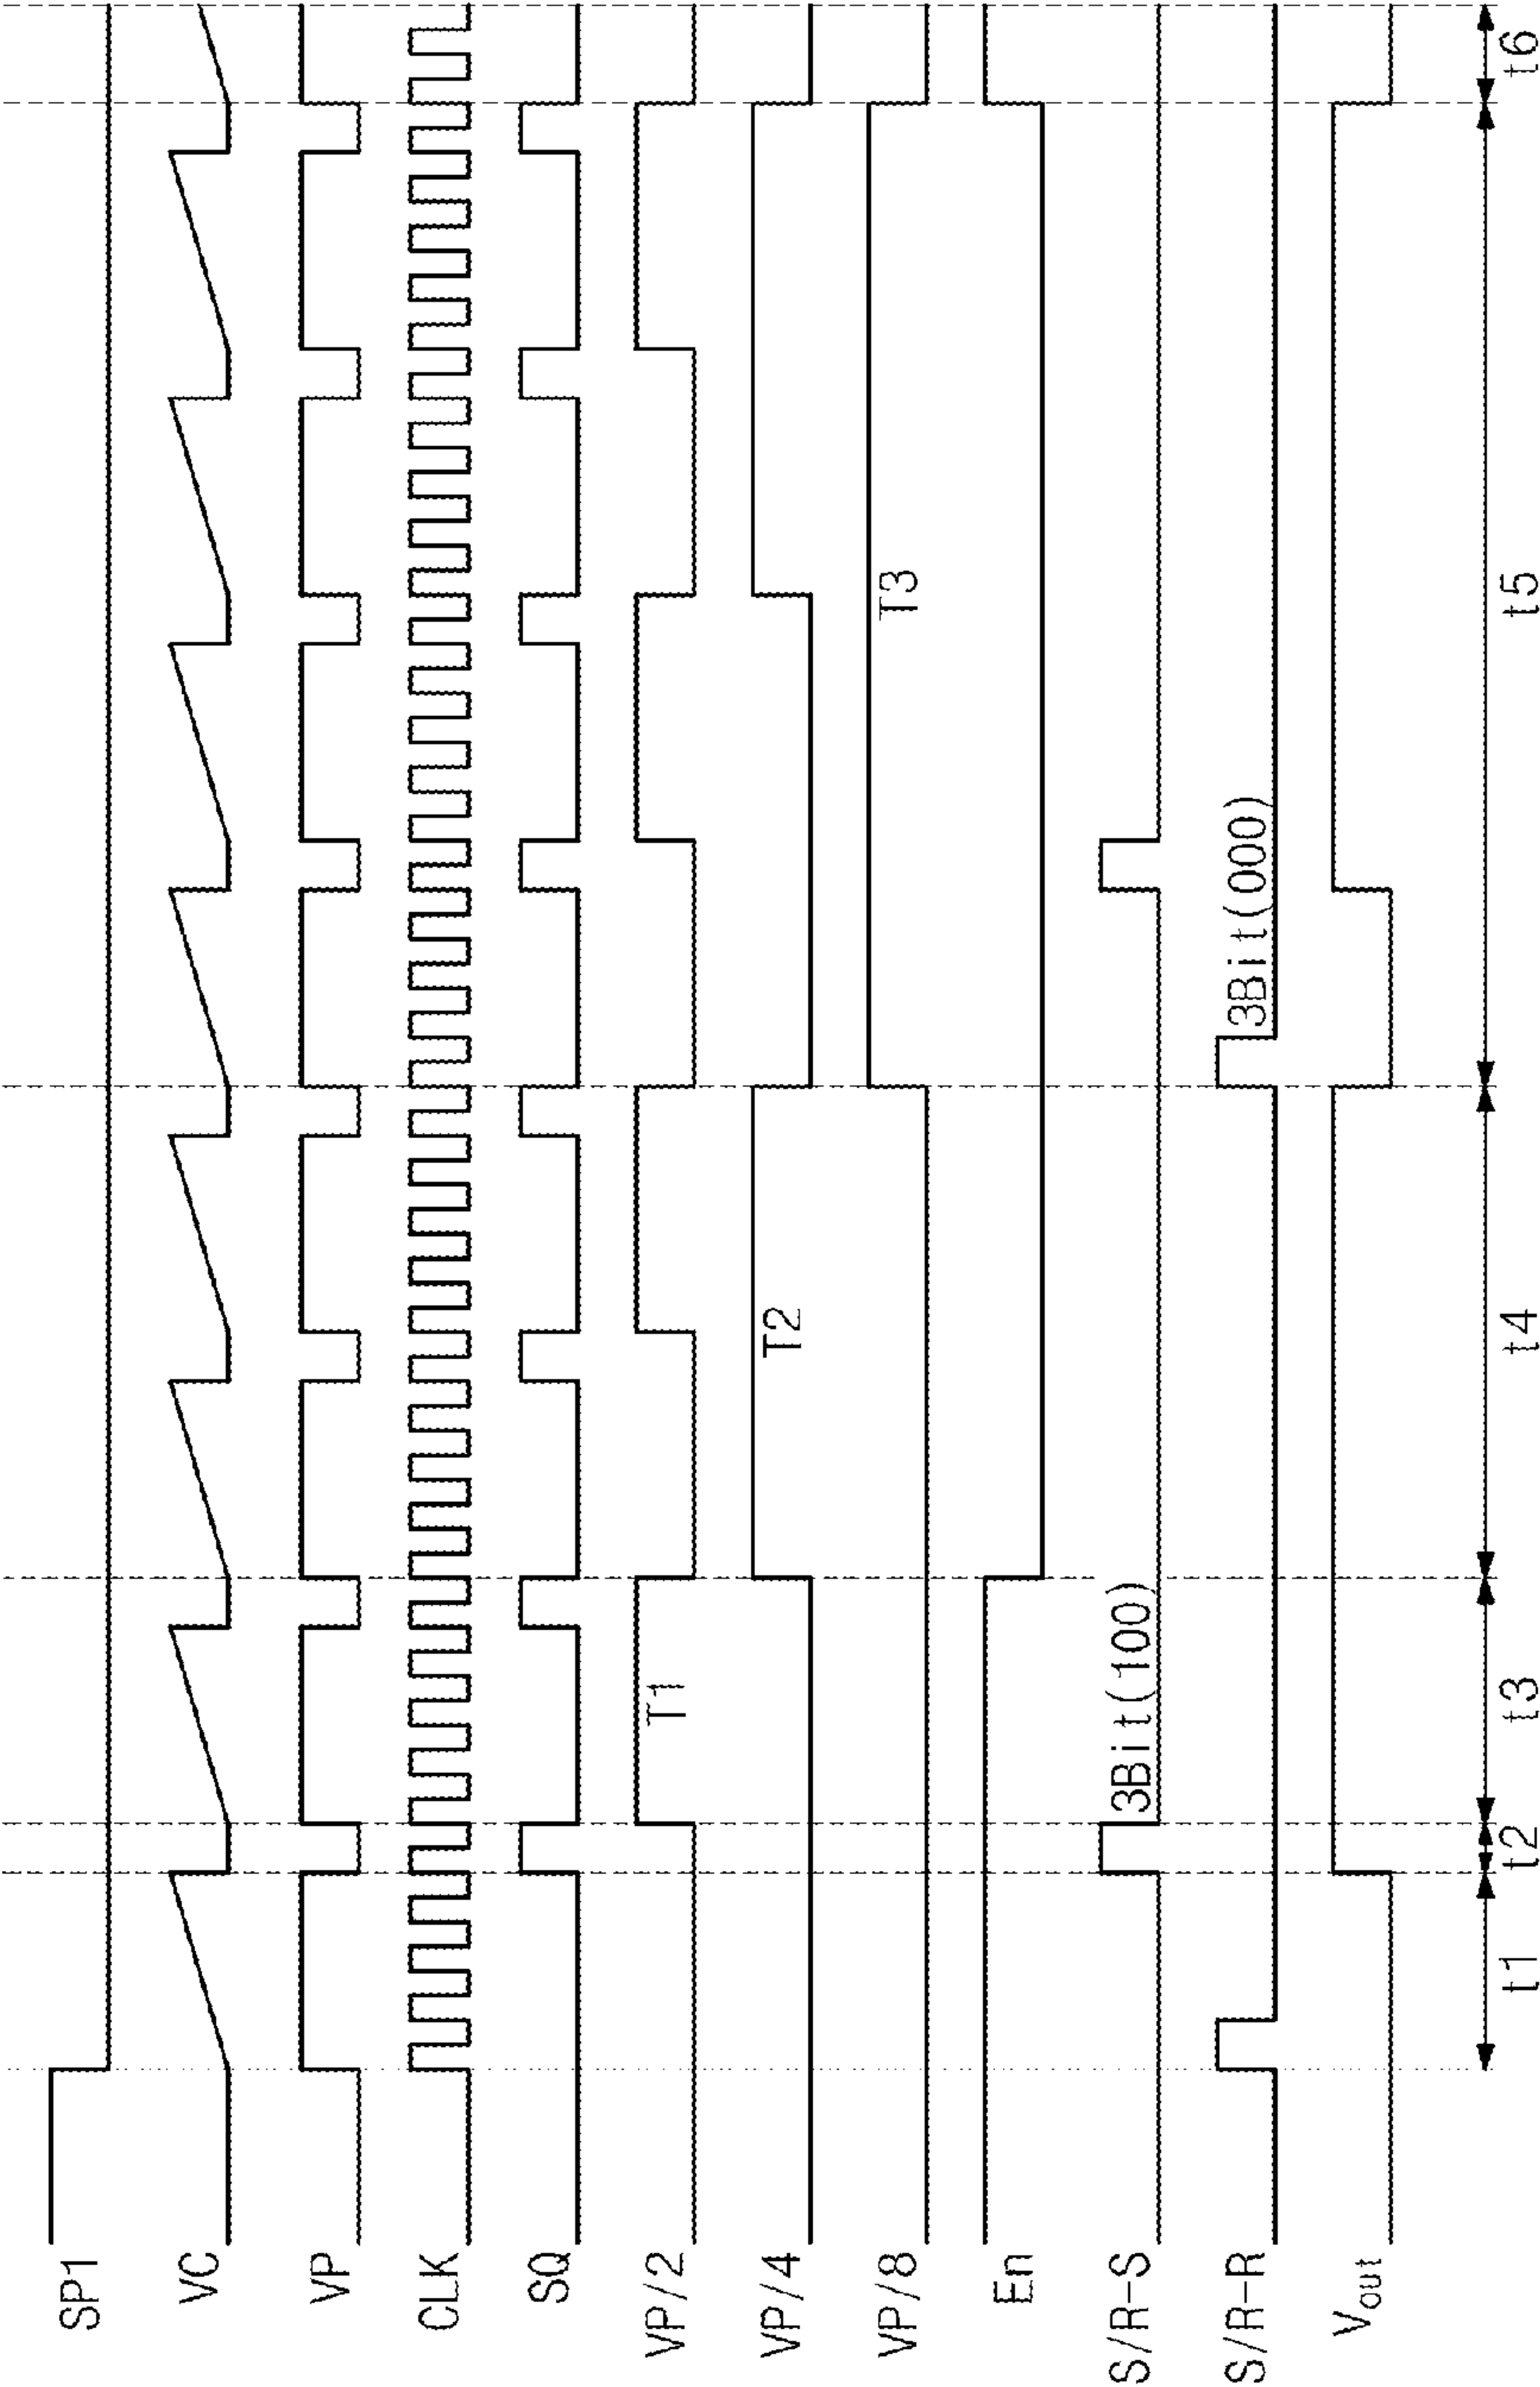 SP1
VC
VP
CLK
SQ
VP/2
T1
VP/4
T2
VP/8
T3
En
S/R-S
3Bit(100)
S/R-R
3Bit(000)
Vout
t1
t2
t3
t4
t5
t6